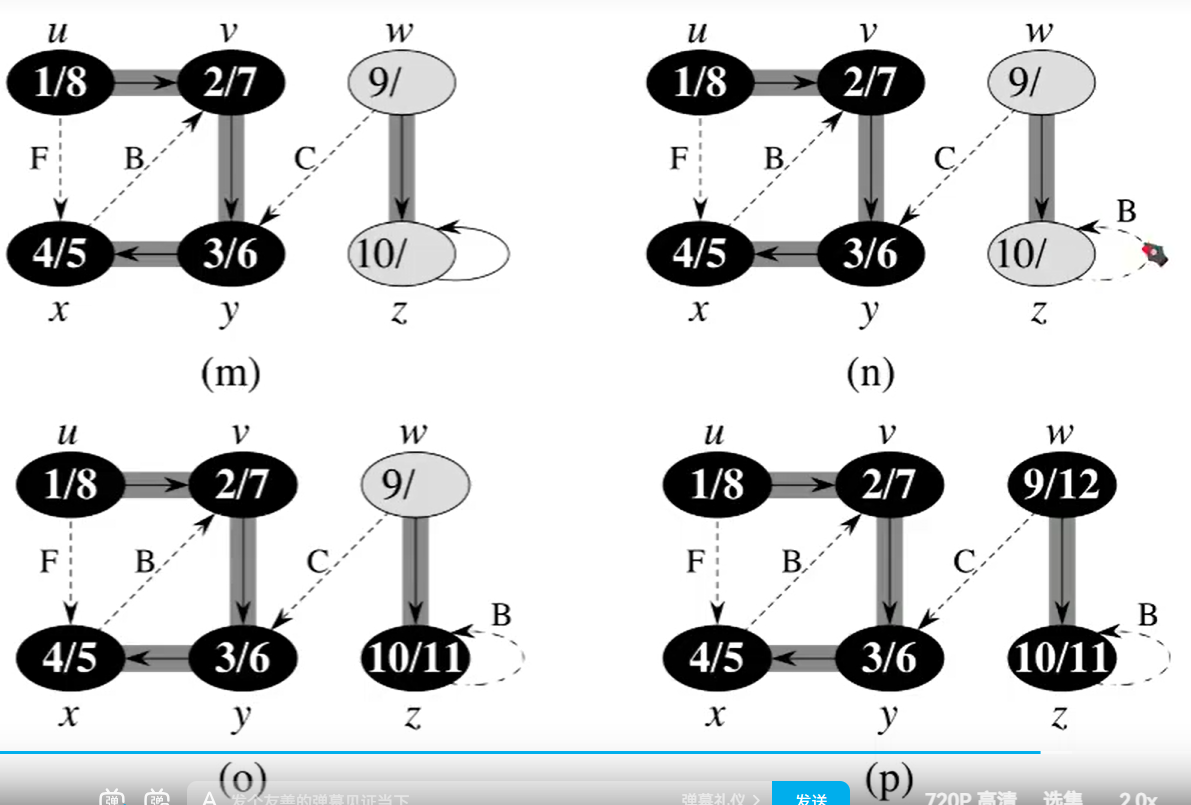 u v w u v w
1/8 2/7 9/ 1/8 2/7 9/
F B C F B C
B
4/5 3/6 10/ 4/5 3/6 10/
x y z x y z
(m) (n)
u v w u v w
1/8 2/7 9/ 1/8 2/7 9/12
F B C F B C
B B
4/5 3/6 10/11 4/5 3/6 10/11
x y z x y z
(o) (p)
弹 弹 A 发个友善的弹幕见证当下 弹幕礼仪 > 发送 720P 高清 选集 2.0x